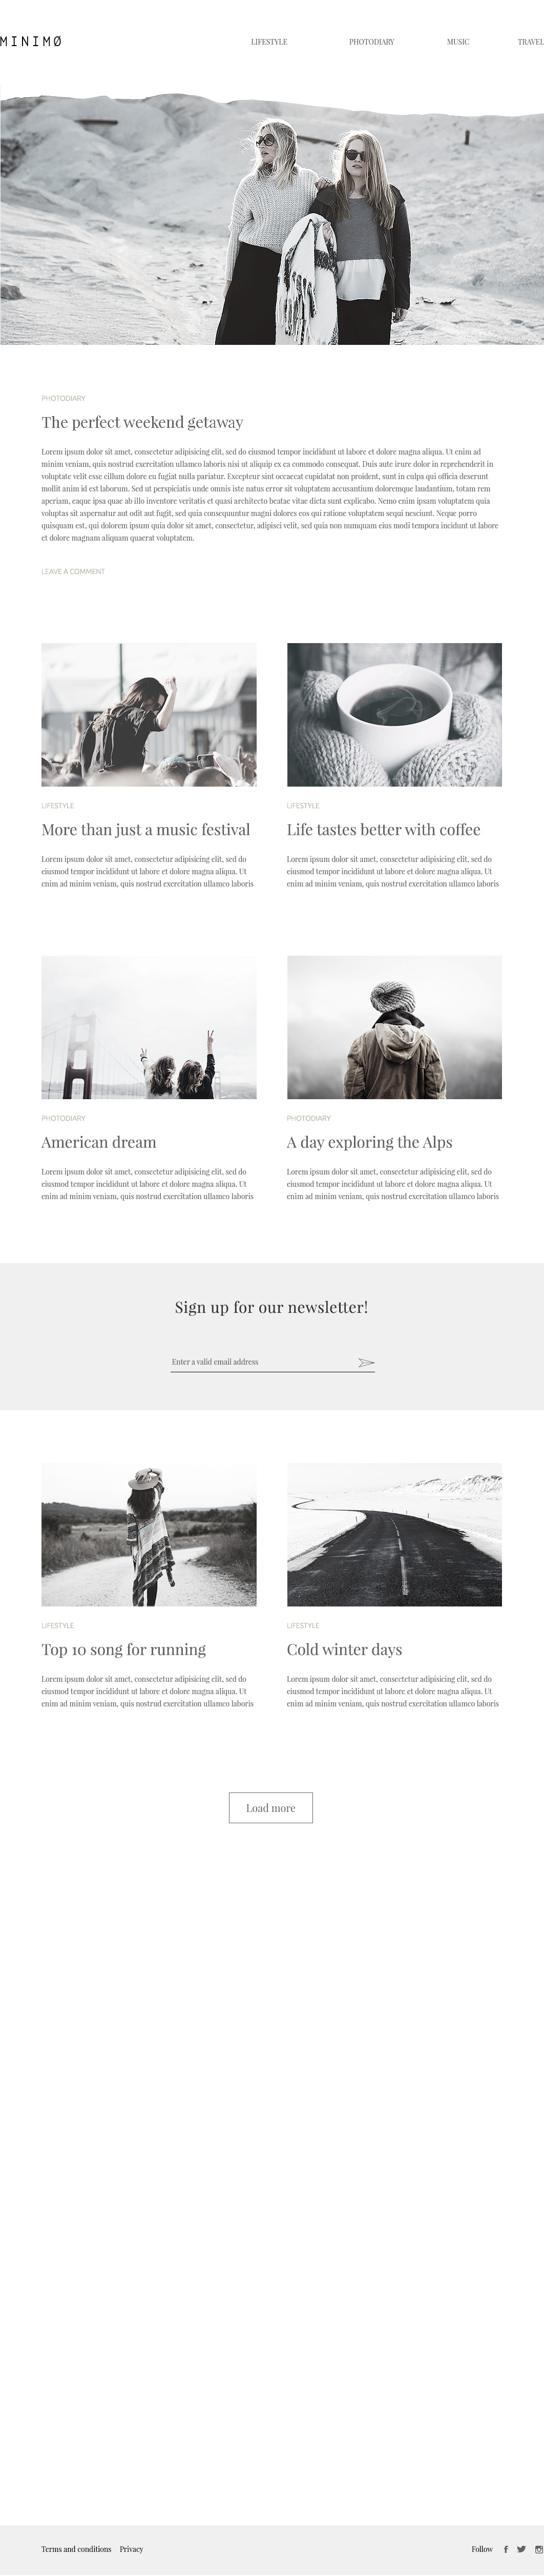 MINIMØ
LIFESTYLE PHOTODIARY MUSIC TRAVEL
PHOTODIARY
The perfect weekend getaway
Lorem ipsum dolor sit amet, consectetur adipisicing elit, sed do eiusmod tempor incididunt ut labore et dolore magna aliqua. Ut enim ad
minim veniam, quis nostrud exercitation ullamco laboris nisi ut aliquip ex ea commodo consequat. Duis aute irure dolor in reprehenderit in
voluptate velit esse cillum dolore eu fugiat nulla pariatur. Excepteur sint occaecat cupidatat non proident, sunt in culpa qui officia deserunt
mollit anim id est laborum. Sed ut perspiciatis unde omnis iste natus error sit voluptatem accusantium doloremque laudantium, totam rem
aperiam, eaque ipsa quae ab illo inventore veritatis et quasi architecto beatae vitae dicta sunt explicabo. Nemo enim ipsam voluptatem quia
voluptas sit aspernatur aut odit aut fugit, sed quia consequuntur magni dolores eos qui ratione voluptatem sequi nesciunt. Neque porro
quisquam est, qui dolorem ipsum quia dolor sit amet, consectetur, adipisci velit, sed quia non numquam eius modi tempora incidunt ut labore
et dolore magnam aliquam quaerat voluptatem.
LEAVE A COMMENT
LIFESTYLE
More than just a music festival
Lorem ipsum dolor sit amet, consectetur adipisicing elit, sed do
eiusmod tempor incididunt ut labore et dolore magna aliqua. Ut
enim ad minim veniam, quis nostrud exercitation ullamco laboris
LIFESTYLE
Life tastes better with coffee
Lorem ipsum dolor sit amet, consectetur adipisicing elit, sed do
eiusmod tempor incididunt ut labore et dolore magna aliqua. Ut
enim ad minim veniam, quis nostrud exercitation ullamco laboris
PHOTODIARY
American dream
Lorem ipsum dolor sit amet, consectetur adipisicing elit, sed do
eiusmod tempor incididunt ut labore et dolore magna aliqua. Ut
enim ad minim veniam, quis nostrud exercitation ullamco laboris
PHOTODIARY
A day exploring the Alps
Lorem ipsum dolor sit amet, consectetur adipisicing elit, sed do
eiusmod tempor incididunt ut labore et dolore magna aliqua. Ut
enim ad minim veniam, quis nostrud exercitation ullamco laboris
Sign up for our newsletter!
Enter a valid email address
LIFESTYLE
Top 10 song for running
Lorem ipsum dolor sit amet, consectetur adipisicing elit, sed do
eiusmod tempor incididunt ut labore et dolore magna aliqua. Ut
enim ad minim veniam, quis nostrud exercitation ullamco laboris
LIFESTYLE
Cold winter days
Lorem ipsum dolor sit amet, consectetur adipisicing elit, sed do
eiusmod tempor incididunt ut labore et dolore magna aliqua. Ut
enim ad minim veniam, quis nostrud exercitation ullamco laboris
Load more
Terms and conditions Privacy Follow